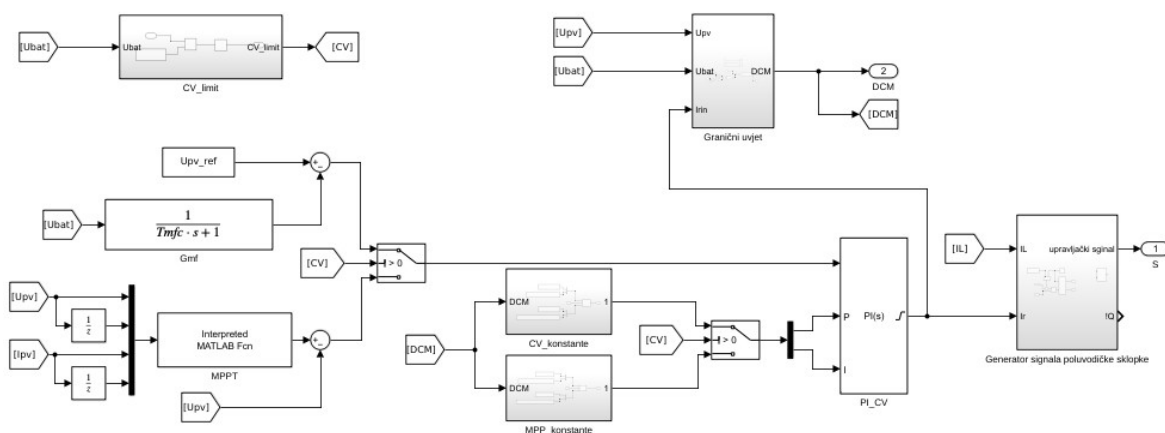 [Ubat]
Ubat
CV_limit
[CV]
CV_limit
[Upv]
[Ubat]
Upv
Ubat
Irin
DCM
2
DCM
[DCM]
Granični uvjet
Upv_ref
+
-
[Ubat]
1
Tmfc · s + 1
Gmf
[CV]
> 0
[Upv]
1
z
[Ipv]
1
z
Interpreted
MATLAB Fcn
MPPT
+
-
[Upv]
[DCM]
DCM
1
CV_konstante
DCM
1
MPP_konstante
[CV]
> 0
P
PI(s)
I
PI_CV
[IL]
IL
upravljački sginal
Ir
!Q
1
S
Generator signala poluvodičke sklopke